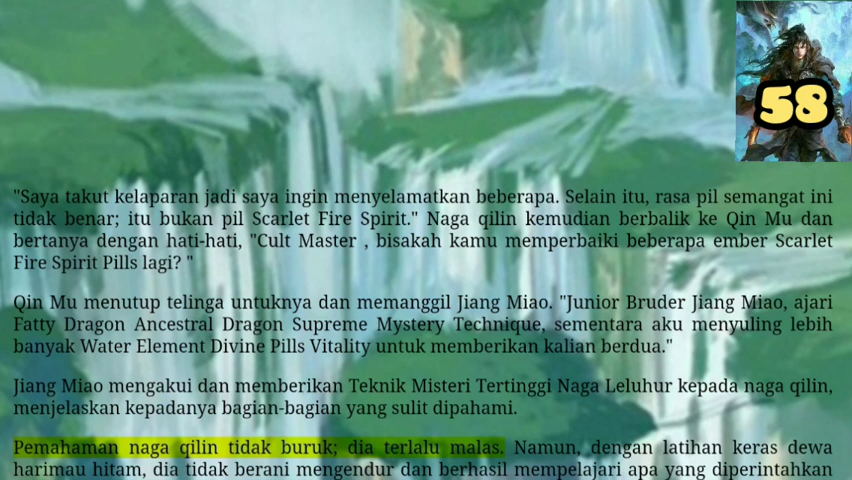 58
"Saya takut kelaparan jadi saya ingin menyelamatkan beberapa. Selain itu, rasa pil semangat ini
tidak benar; itu bukan pil Scarlet Fire Spirit." Naga qilin kemudian berbalik ke Qin Mu dan
bertanya dengan hati-hati, "Cult Master , bisakah kamu memperbaiki beberapa ember Scarlet
Fire Spirit Pills lagi? "
Qin Mu menutup telinga untuknya dan memanggil Jiang Miao. "Junior Bruder Jiang Miao, ajari
Fatty Dragon Ancestral Dragon Supreme Mystery Technique, sementara aku menyuling lebih
banyak Water Element Divine Pills Vitality untuk memberikan kalian berdua."
Jiang Miao mengakui dan memberikan Teknik Misteri Tertinggi Naga Leluhur kepada naga qilin,
menjelaskan kepadanya bagian-bagian yang sulit dipahami.
Pemahaman naga qilin tidak buruk; dia terlalu malas. Namun, dengan latihan keras dewa
harimau hitam, dia tidak berani mengendur dan berhasil mempelajari apa yang diperintahkan